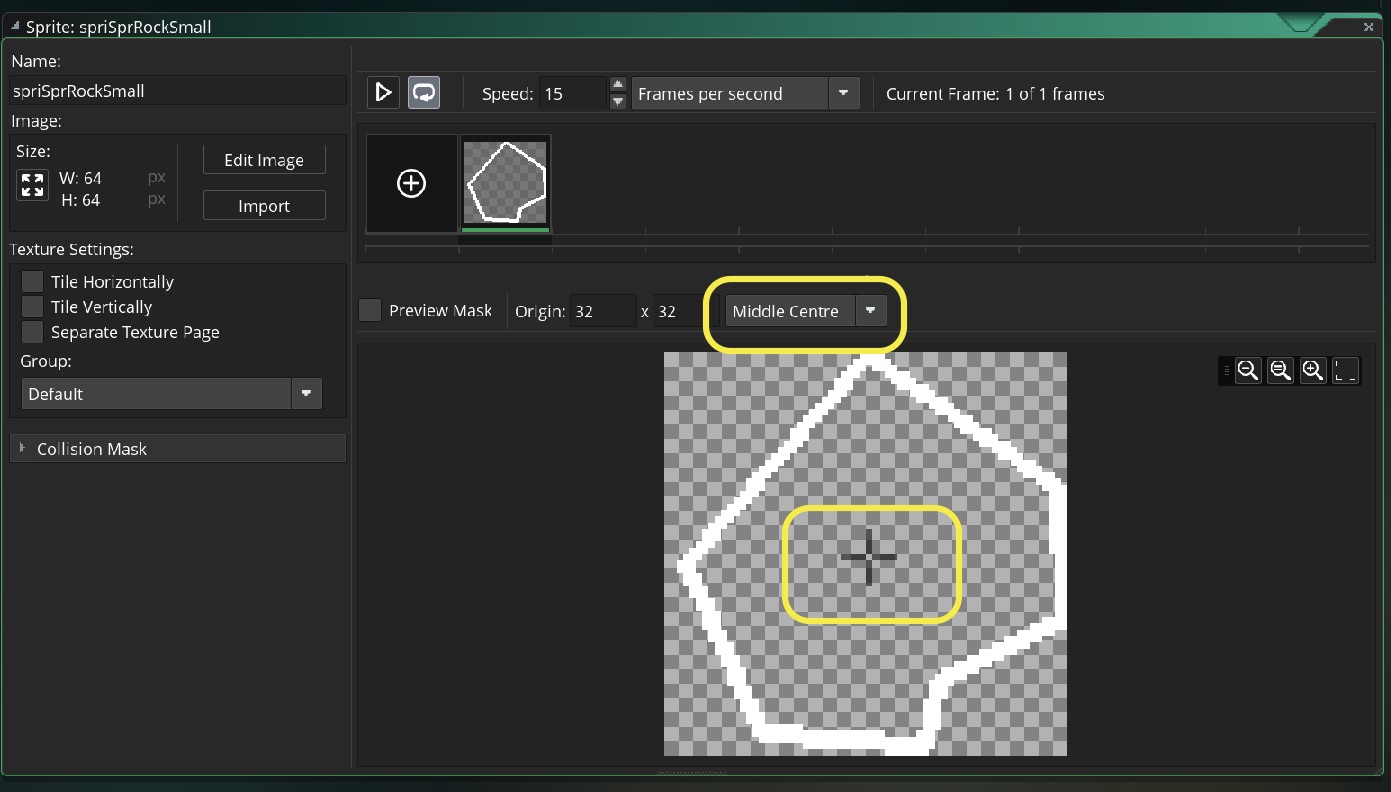 Sprite: spriSprRockSmall
Name:
spriSprRockSmall
Image:
Size:
W: 64 px
H: 64 px
Edit Image
Import
Texture Settings:
Tile Horizontally
Tile Vertically
Separate Texture Page
Group:
Default
Collision Mask
Speed: 15 Frames per second Current Frame: 1 of 1 frames
Preview Mask Origin: 32 x 32 Middle Centre